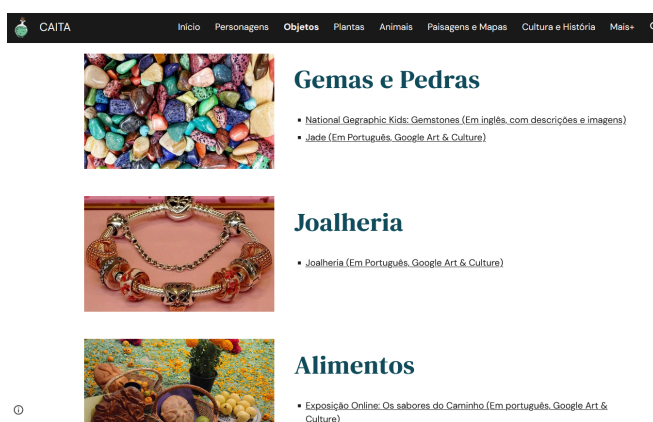 CAITA
Início Personagens Objetos Plantas Animais Paisagens e Mapas Cultura e História Mais+
Gemas e Pedras
National Gegraphic Kids: Gemstones (Em inglês, com descrições e imagens)
Jade (Em Português, Google Art & Culture)
Joalheria
Joalheria (Em Português, Google Art & Culture)
Alimentos
Exposição Online: Os sabores do Caminho (Em português, Google Art &
Culture)